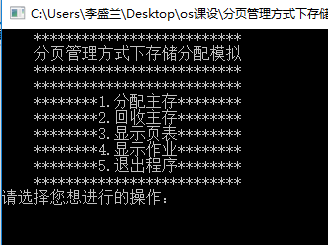 C:\Users\李盛兰\Desktop\os课设\分页管理方式下存储
**************************
分页管理方式下存储分配模拟
**************************
**************************
********1.分配主存********
********2.回收主存********
********3.显示页表********
********4.显示作业********
********5.退出程序********
**************************
请选择您想进行的操作：